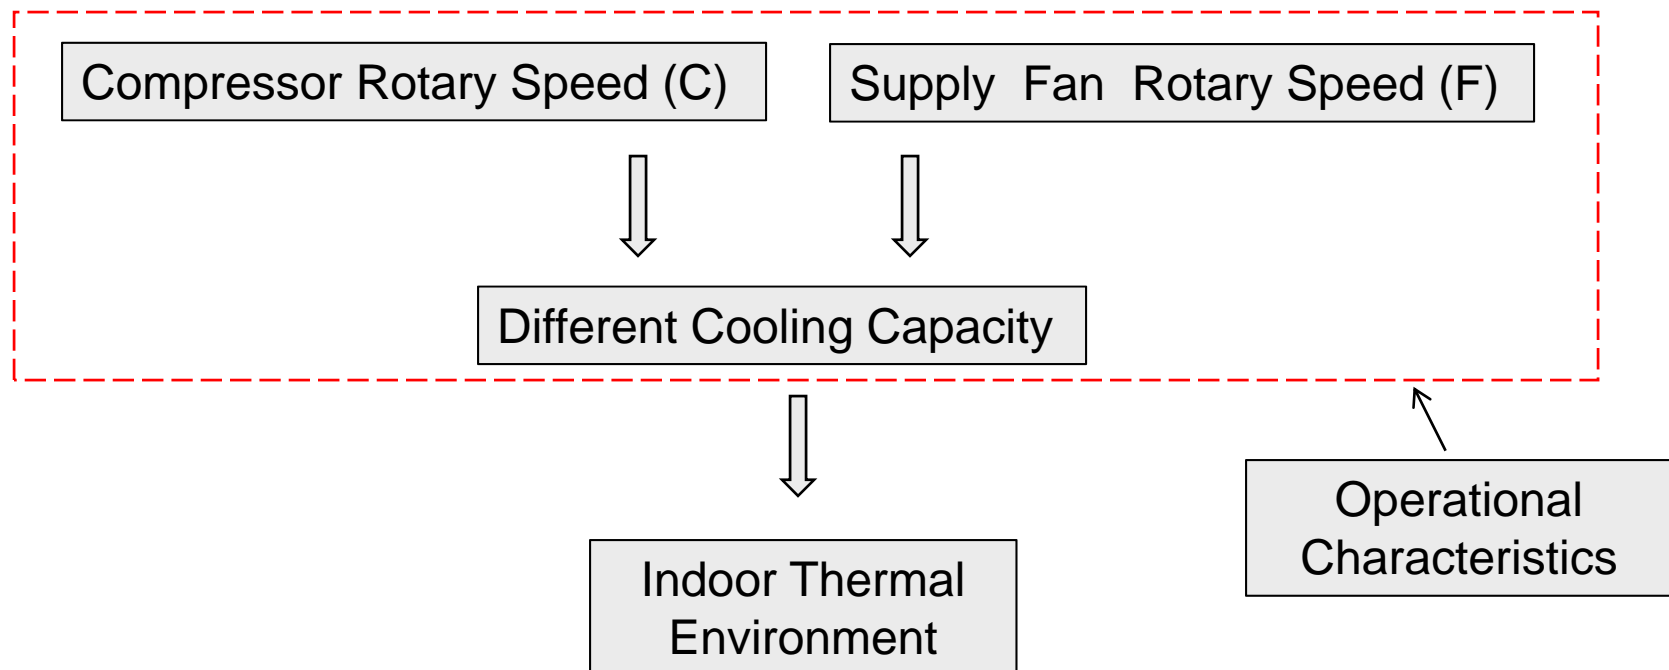 Compressor Rotary Speed (C)
Supply Fan Rotary Speed (F)
Different Cooling Capacity
Operational
Characteristics
Indoor Thermal
Environment